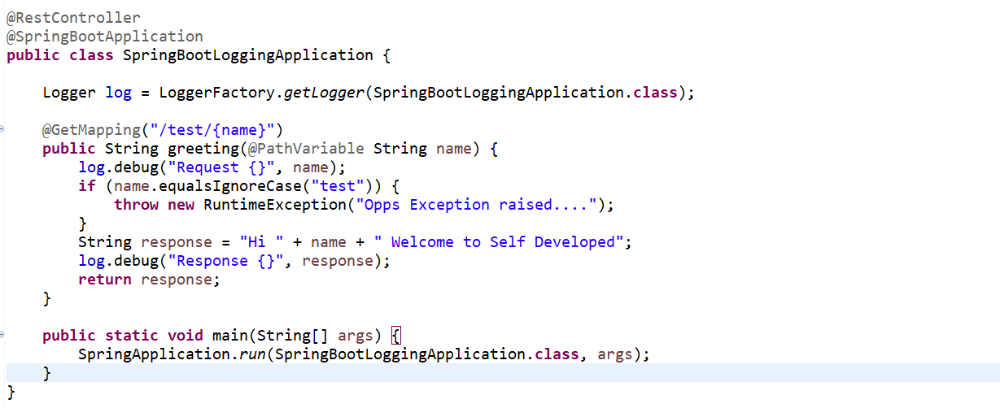 @RestController
@SpringBootApplication
public class SpringBootLoggingApplication {
Logger log = LoggerFactory.getLogger(SpringBootLoggingApplication.class);
@GetMapping("/test/{name}")
public String greeting(@PathVariable String name) {
log.debug("Request {}", name);
if (name.equalsIgnoreCase("test")) {
throw new RuntimeException("Opps Exception raised....");
}
String response = "Hi " + name + " Welcome to Self Developed";
log.debug("Response {}", response);
return response;
}
public static void main(String[] args) {
SpringApplication.run(SpringBootLoggingApplication.class, args);
}
}